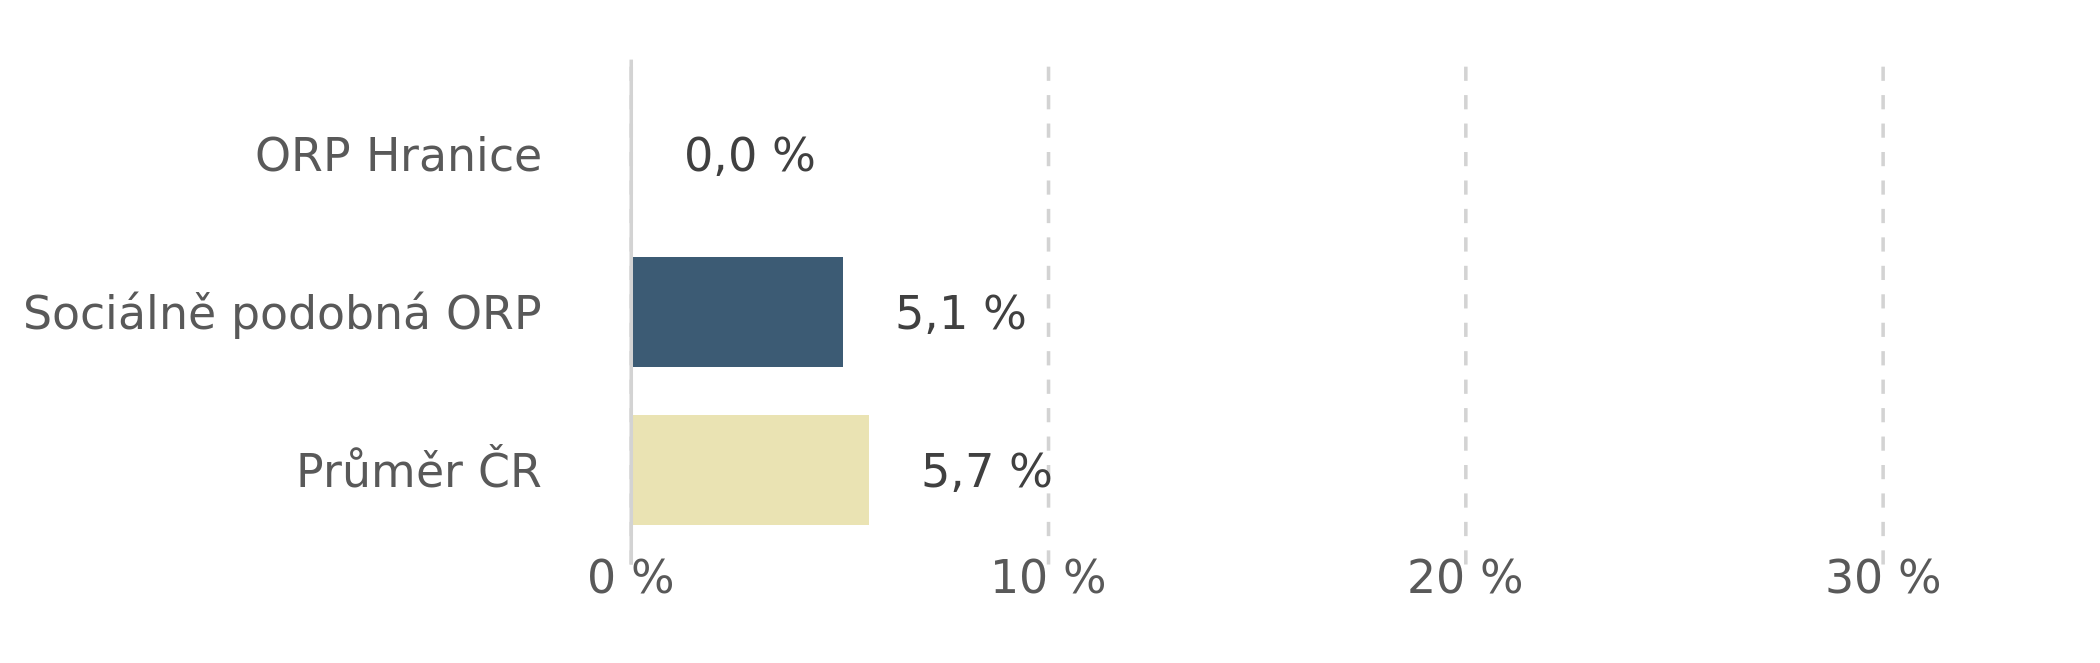 ORP Hranice 0,0 %
Sociálně podobná ORP 5,1 %
Průměr ČR 5,7 %
0 % 10 % 20 % 30 %